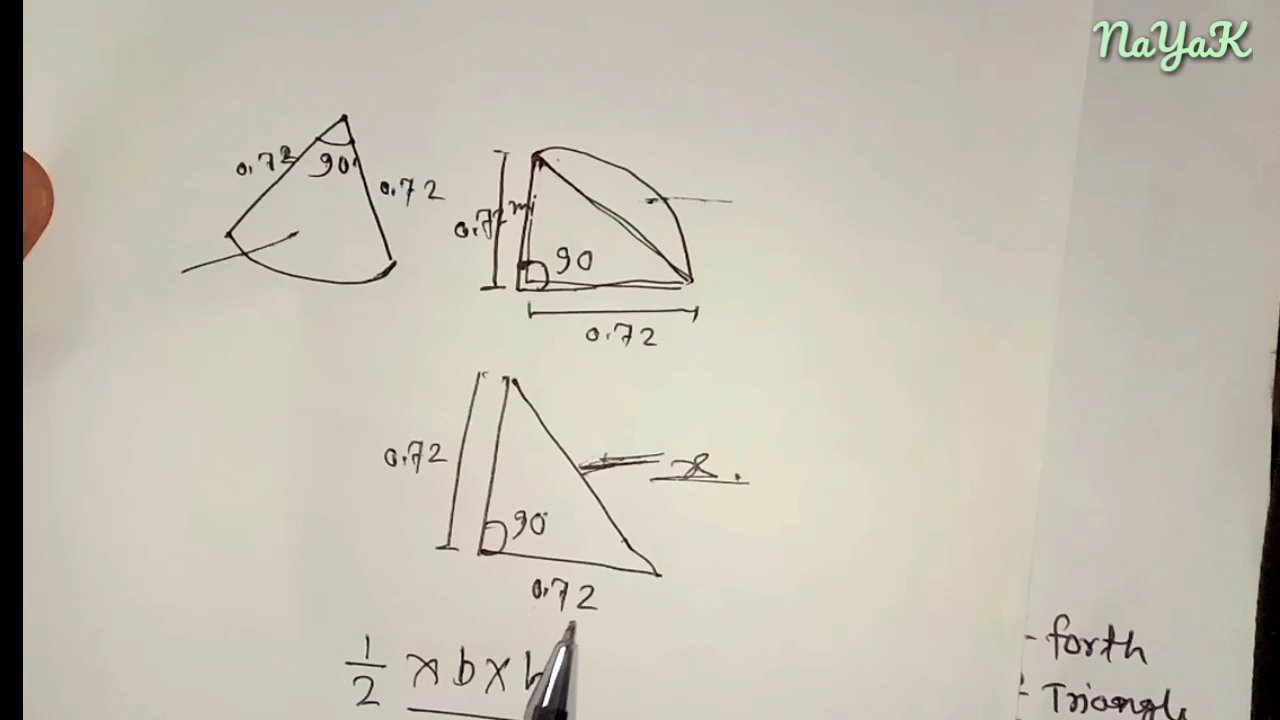 NaYaK
0.72
90°
0.72
0.72
90
0.72
0.72
x.
90°
0.72
1/2 x b x h
- forth
- Triangle